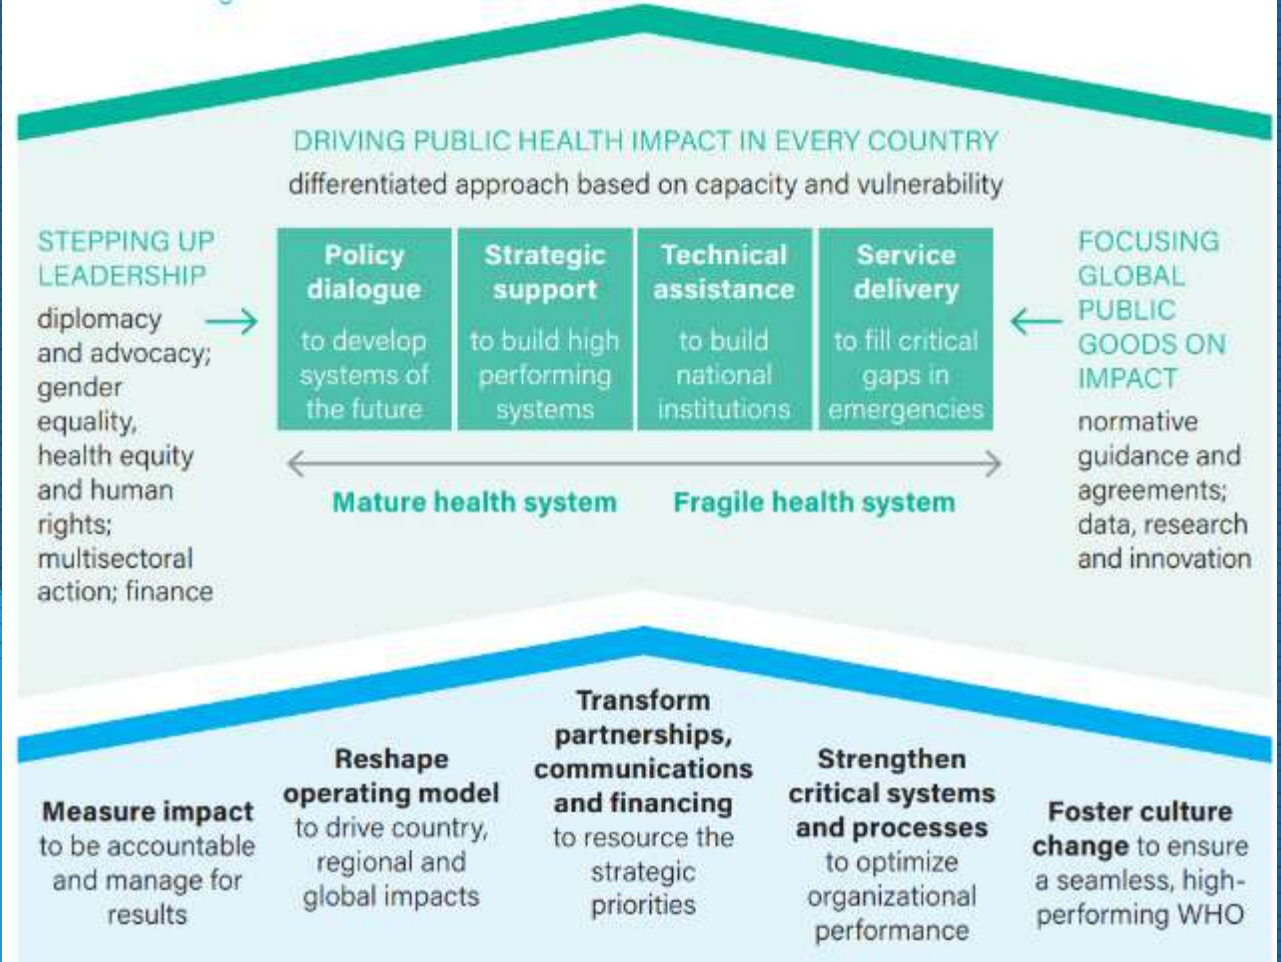 DRIVING PUBLIC HEALTH IMPACT IN EVERY COUNTRY
differentiated approach based on capacity and vulnerability
STEPPING UP
LEADERSHIP
diplomacy
and advocacy;
gender
equality,
health equity
and human
rights;
multisectoral
action; finance
Policy
dialogue
to develop
systems of
the future
Strategic
support
to build high
performing
systems
Technical
assistance
to build
national
institutions
Service
delivery
to fill critical
gaps in
emergencies
Mature health system
Fragile health system
FOCUSING
GLOBAL
PUBLIC
GOODS ON
IMPACT
normative
guidance and
agreements;
data, research
and innovation
Measure impact
to be accountable
and manage for
results
Reshape
operating model
to drive country,
regional and
global impacts
Transform
partnerships,
communications
and financing
to resource the
strategic
priorities
Strengthen
critical systems
and processes
to optimize
organizational
performance
Foster culture
change to ensure
a seamless, high-
performing WHO